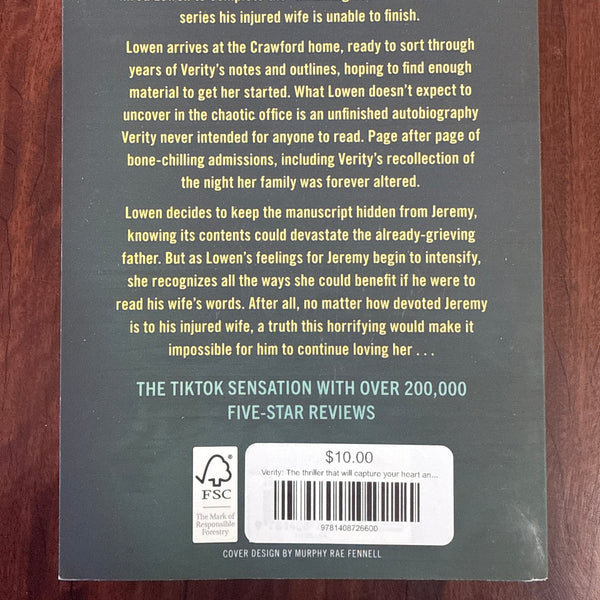 series his injured wife is unable to finish.
Lowen arrives at the Crawford home, ready to sort through
years of Verity's notes and outlines, hoping to find enough
material to get her started. What Lowen doesn't expect to
uncover in the chaotic office is an unfinished autobiography
Verity never intended for anyone to read. Page after page of
bone-chilling admissions, including Verity's recollection of
the night her family was forever altered.
Lowen decides to keep the manuscript hidden from Jeremy,
knowing its contents could devastate the already-grieving
father. But as Lowen's feelings for Jeremy begin to intensify,
she recognizes all the ways she could benefit if he were to
read his wife's words. After all, no matter how devoted Jeremy
is to his injured wife, a truth this horrifying would make it
impossible for him to continue loving her . . .
THE TIKTOK SENSATION WITH OVER 200,000
FIVE-STAR REVIEWS
FSC
The Mark of
Responsible
Forestry
$10.00
Verity: The thriller that will capture your heart an...
9781408726600
COVER DESIGN BY MURPHY RAE FENNELL